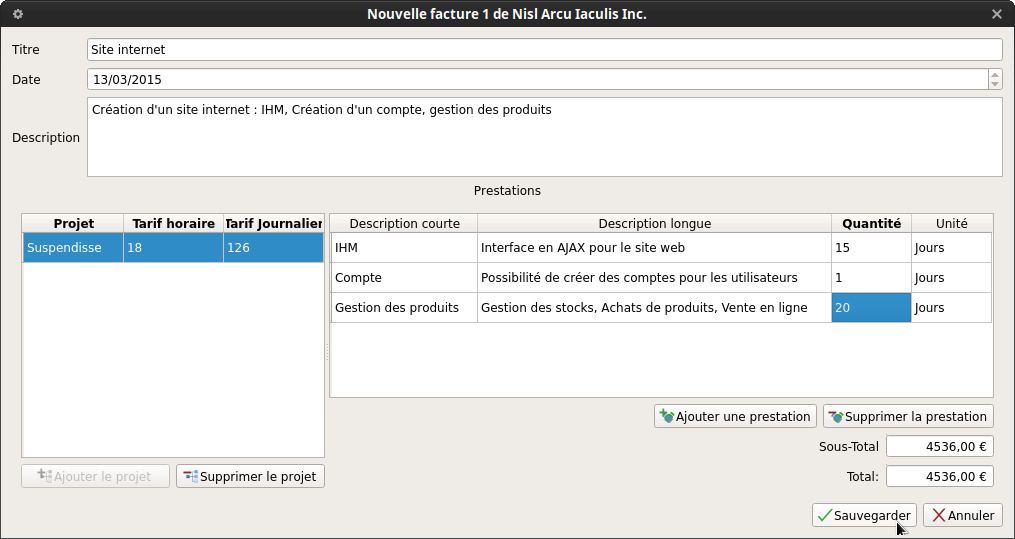 Nouvelle facture 1 de Nisl Arcu Iaculis Inc.
Titre Site internet
Date 13/03/2015
Description Création d'un site internet : IHM, Création d'un compte, gestion des produits
Prestations
Projet Tarif horaire Tarif Journalier
Suspendisse 18 126
Description courte Description longue Quantité Unité
IHM Interface en AJAX pour le site web 15 Jours
Compte Possibilité de créer des comptes pour les utilisateurs 1 Jours
Gestion des produits Gestion des stocks, Achats de produits, Vente en ligne 20 Jours
Ajouter une prestation Supprimer la prestation
Sous-Total 4536,00 €
Ajouter le projet Supprimer le projet
Total: 4536,00 €
Sauvegarder Annuler